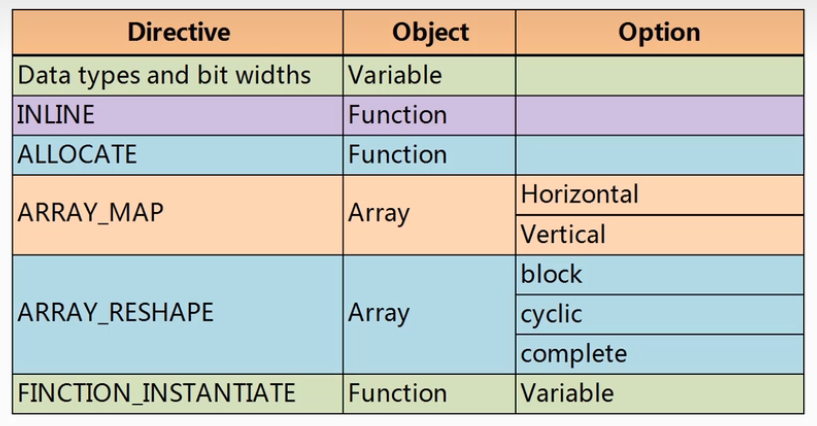 Directive Object Option
Data types and bit widths Variable
INLINE Function
ALLOCATE Function
ARRAY_MAP Array Horizontal
Vertical
ARRAY_RESHAPE Array block
cyclic
complete
FINCTION_INSTANTIATE Function Variable